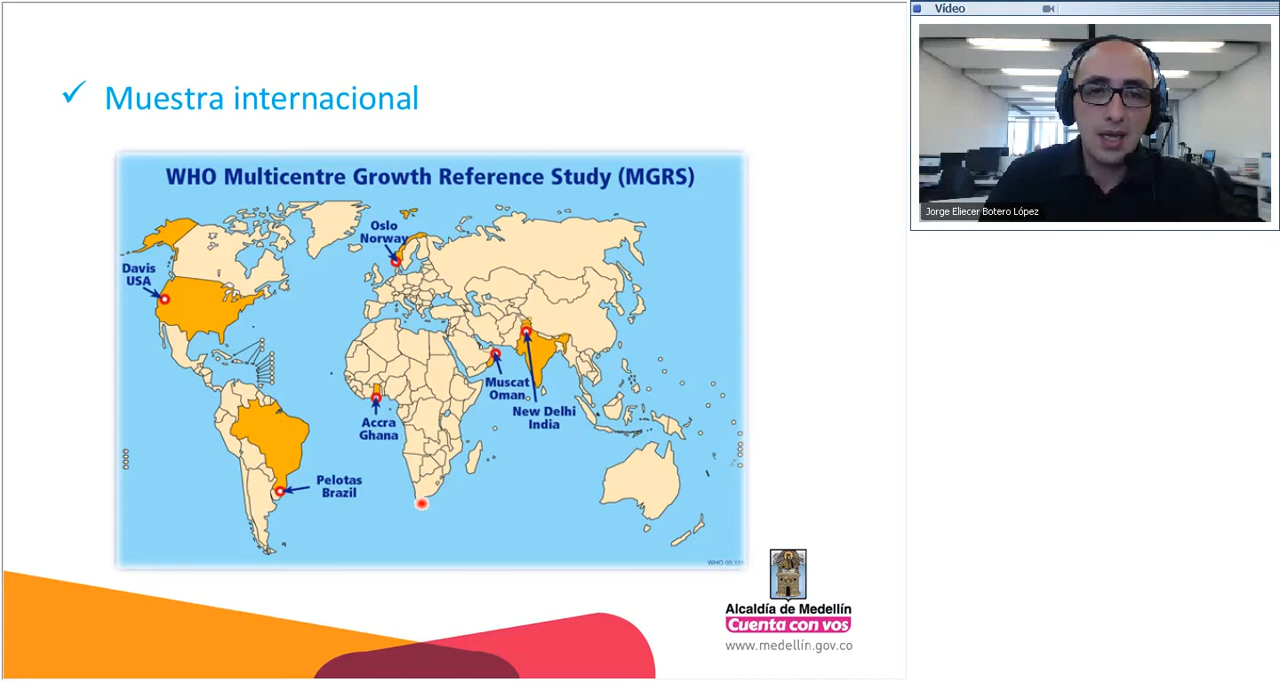 Muestra internacional
WHO Multicentre Growth Reference Study (MGRS)
Oslo
Norway
Davis
USA
Muscat
Oman
New Delhi
India
Accra
Ghana
Pelotas
Brazil
Alcaldía de Medellín
Cuenta con vos
www.medellín.gov.co
Vídeo
Jorge Eliecer Botero López